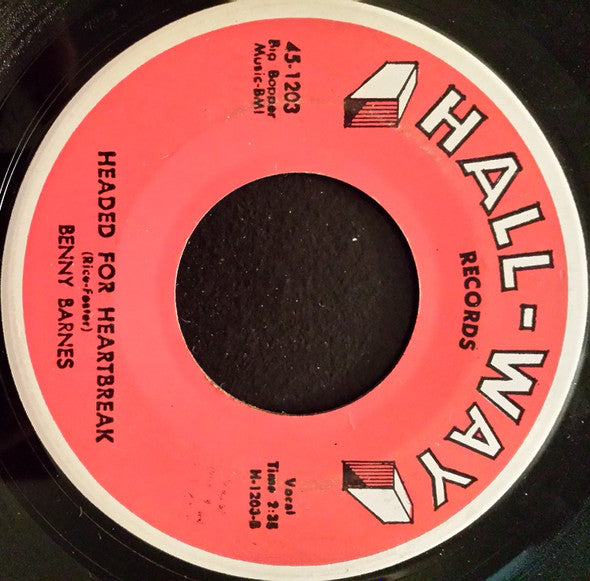 HALL-WAY
RECORDS
45-1203
Big Bopper
Music-BMI
Vocal
Time 2:38
H-1203-B
HEADED FOR HEARTBREAK
(Rice-Foster)
BENNY BARNES